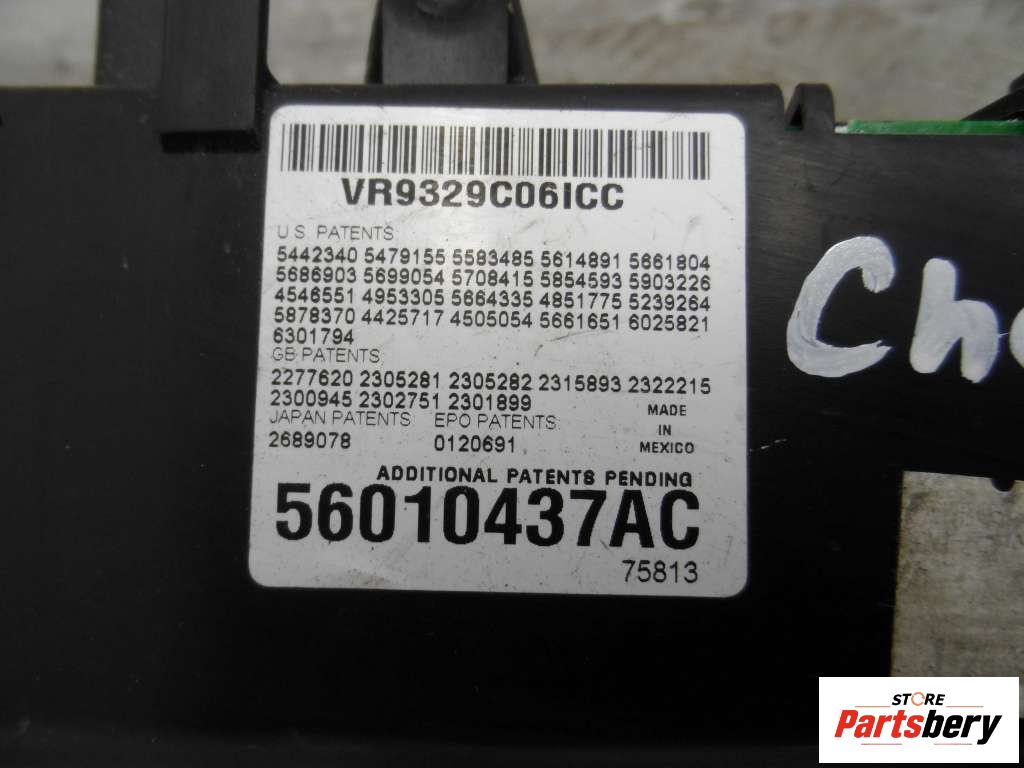 VR9329C06ICC
U.S. PATENTS:
5442340 5479155 5583485 5614891 5661804
5686903 5699054 5708415 5854593 5903226
4546551 4953305 5664335 4851775 5239264
5878370 4425717 4505054 5661651 6025821
6301794
GB PATENTS:
2277620 2305281 2305282 2315893 2322215
2300945 2302751 2301899
JAPAN PATENTS EPO PATENTS:
2689078 0120691
MADE
IN
MEXICO
ADDITIONAL PATENTS PENDING
56010437AC
75813
STORE
Partsbery